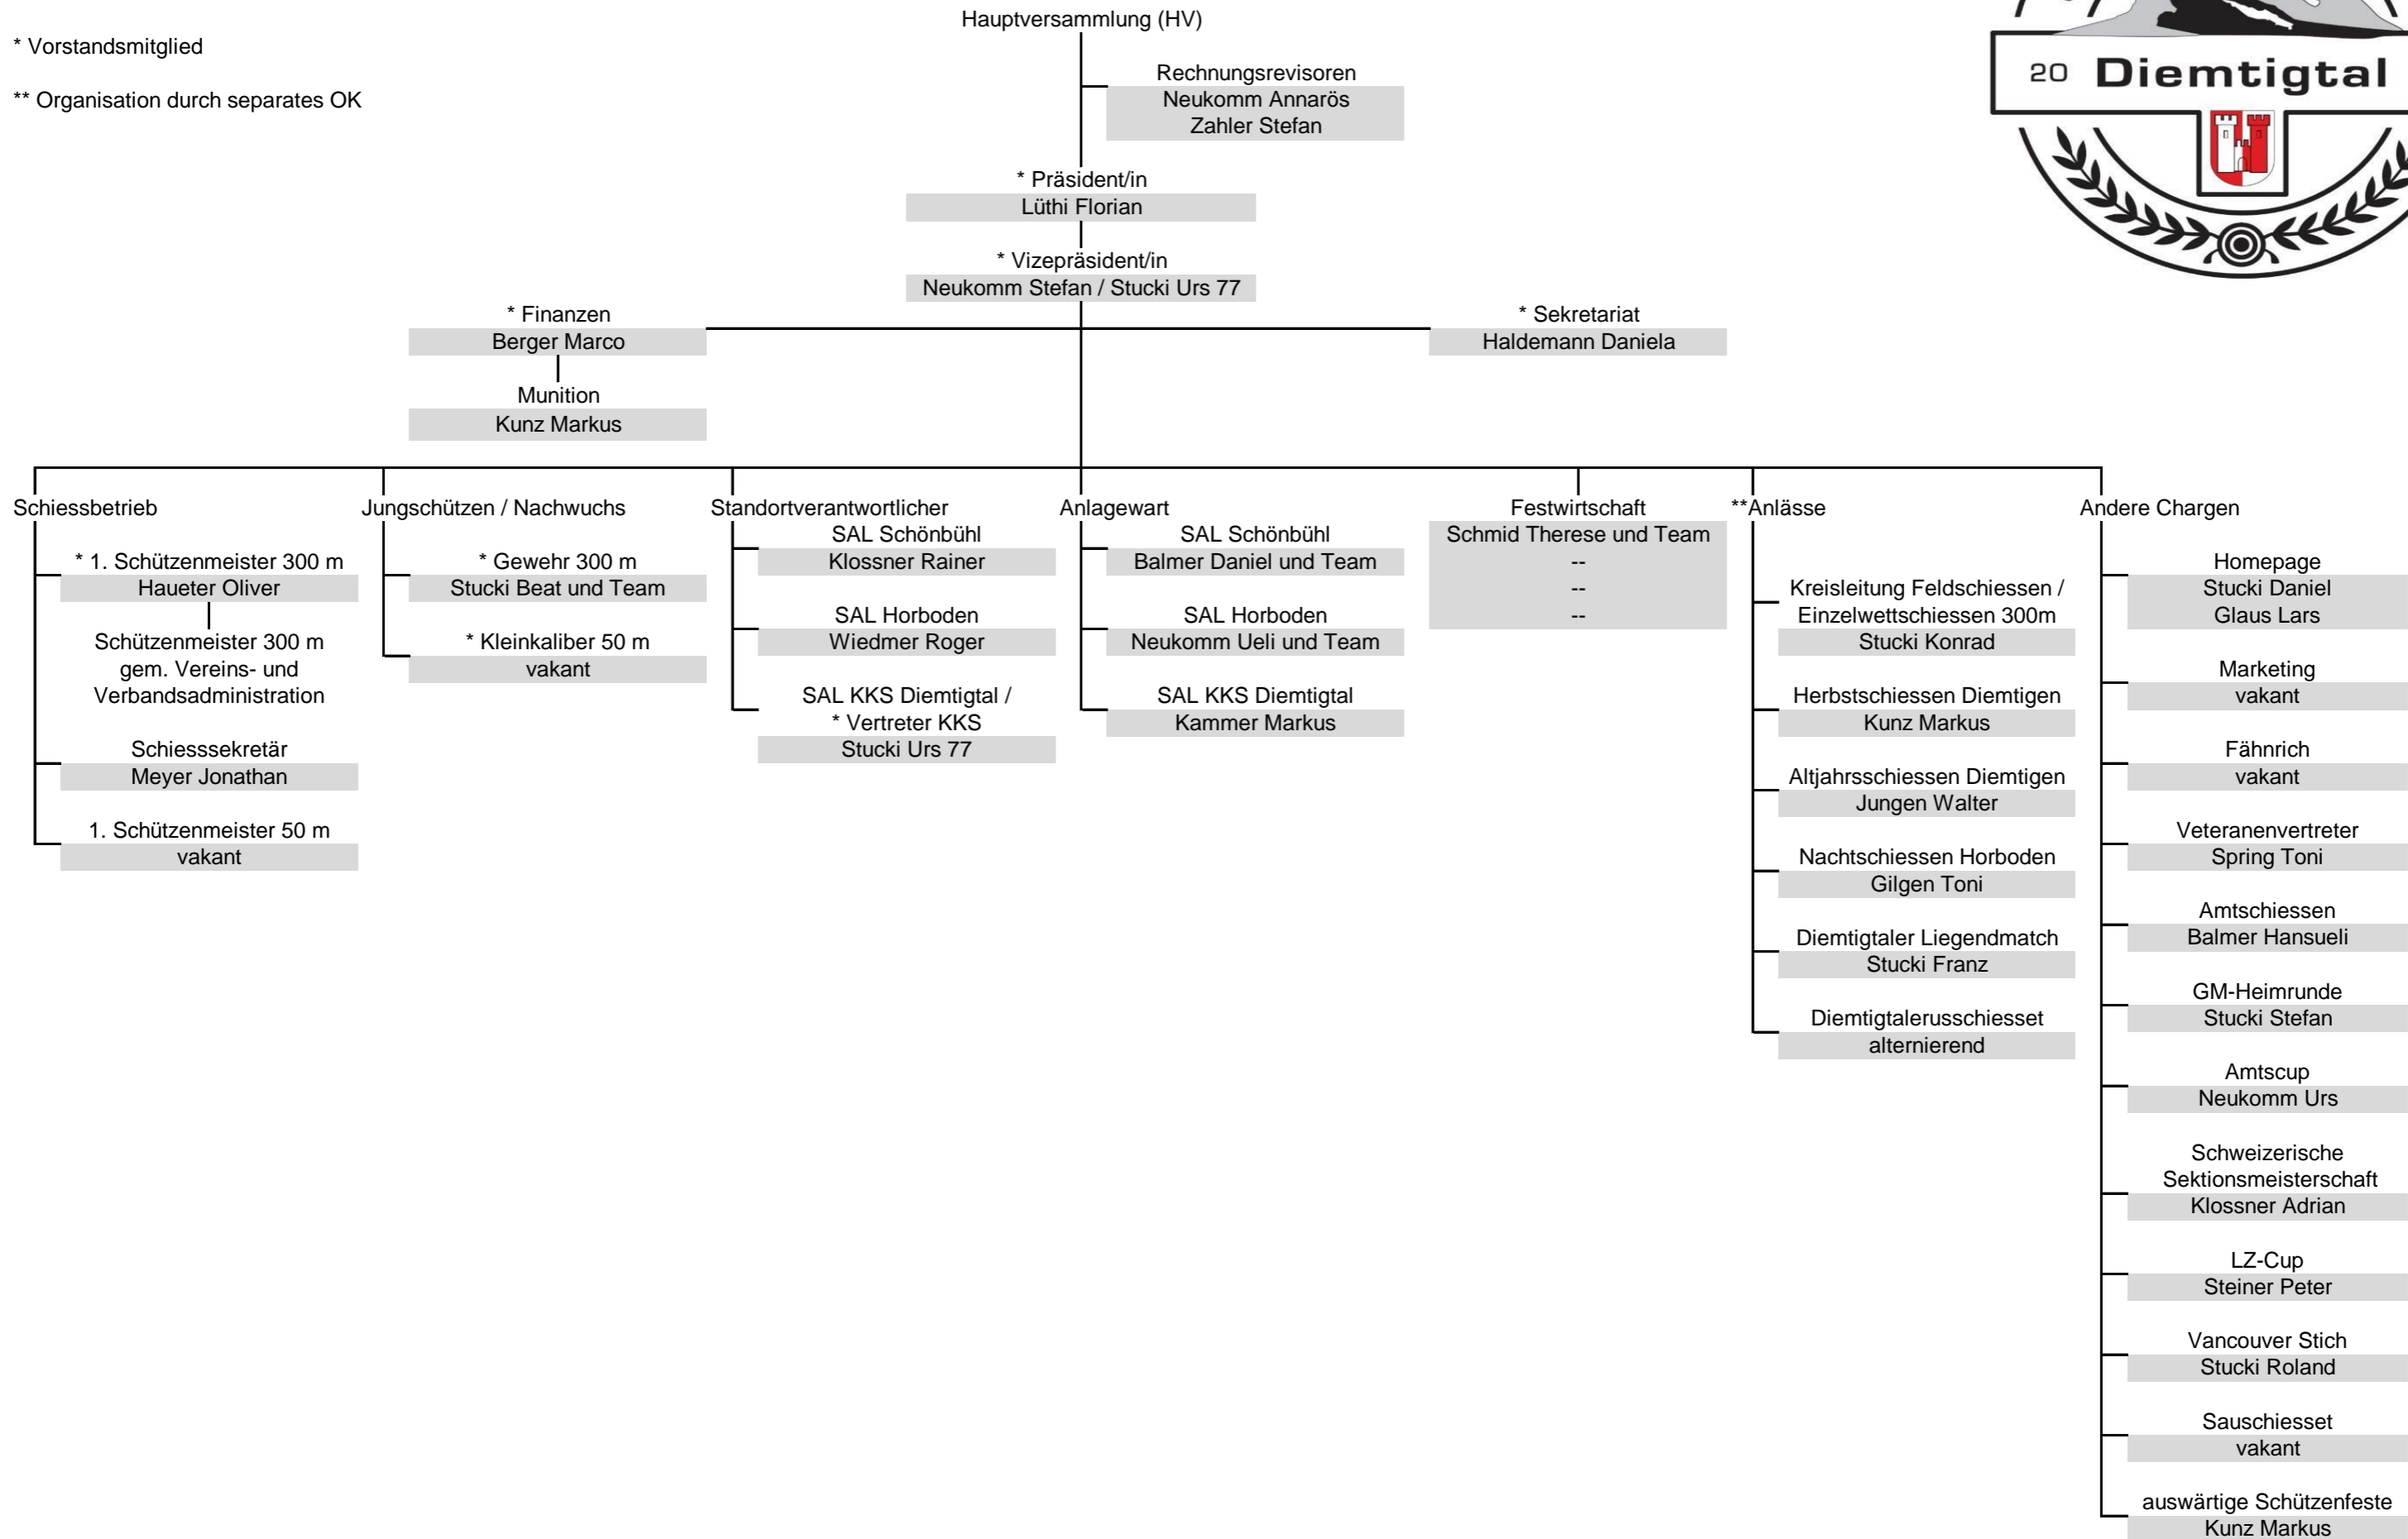 Hauptversammlung (HV)
* Vorstandsmitglied
** Organisation durch separates OK
20 Diemtigtal
Rechnungsrevisoren
Neukomm Annarös
Zahler Stefan
* Präsident/in
Lüthi Florian
* Vizepräsident/in
Neukomm Stefan / Stucki Urs 77
* Finanzen
Berger Marco
Munition
Kunz Markus
* Sekretariat
Haldemann Daniela
Schiessbetrieb
* 1. Schützenmeister 300 m
Haueter Oliver
Schützenmeister 300 m
gem. Vereins- und
Verbandsadministration
Schiesssekretär
Meyer Jonathan
1. Schützenmeister 50 m
vakant
Jungschützen / Nachwuchs
* Gewehr 300 m
Stucki Beat und Team
* Kleinkaliber 50 m
vakant
Standortverantwortlicher
SAL Schönbühl
Klossner Rainer
SAL Horboden
Wiedmer Roger
SAL KKS Diemtigtal /
* Vertreter KKS
Stucki Urs 77
Anlagewart
SAL Schönbühl
Balmer Daniel und Team
SAL Horboden
Neukomm Ueli und Team
SAL KKS Diemtigtal
Kammer Markus
Festwirtschaft
Schmid Therese und Team
--
--
--
**Anlässe
Kreisleitung Feldschiessen /
Einzelwettschiessen 300m
Stucki Konrad
Herbstschiessen Diemtigen
Kunz Markus
Altjahrsschiessen Diemtigen
Jungen Walter
Nachtschiessen Horboden
Gilgen Toni
Diemtigtaler Liegendmatch
Stucki Franz
Diemtigtalerusschiesset
alternierend
Andere Chargen
Homepage
Stucki Daniel
Glaus Lars
Marketing
vakant
Fähnrich
vakant
Veteranenvertreter
Spring Toni
Amtschiessen
Balmer Hansueli
GM-Heimrunde
Stucki Stefan
Amtscup
Neukomm Urs
Schweizerische
Sektionsmeisterschaft
Klossner Adrian
LZ-Cup
Steiner Peter
Vancouver Stich
Stucki Roland
Sauschiesset
vakant
auswärtige Schützenfeste
Kunz Markus